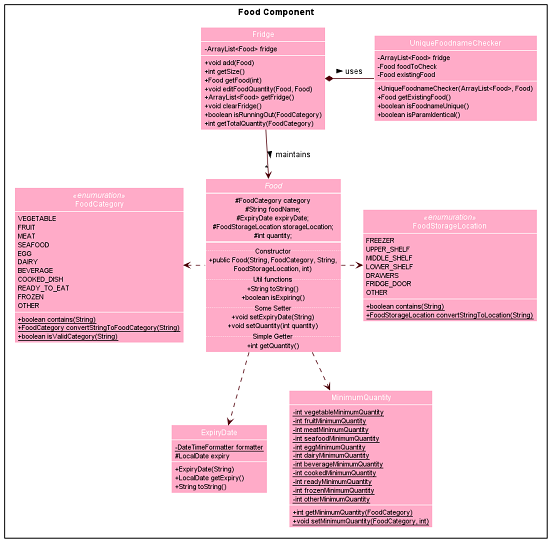 Food Component
Fridge
-ArrayList<Food> fridge
+void add(Food)
+int getSize()
+Food getFood(int)
+void editFoodQuantity(Food, Food)
+ArrayList<Food> getFridge()
+void clearFridge()
+boolean isRunningOut(FoodCategory)
+int getTotalQuantity(FoodCategory)
uses
UniqueFoodnameChecker
-ArrayList<Food> fridge
-Food foodToCheck
-Food existingFood
+UniqueFoodnameChecker(ArrayList<Food>, Food)
+Food getExistingFood()
+boolean isFoodnameUnique()
+boolean isParamIdentical()
maintains
*
Food
#FoodCategory category
#String foodName;
#ExpiryDate expiryDate;
#FoodStorageLocation storageLocation;
#int quantity;
Constructor
+public Food(String, FoodCategory, String,
FoodStorageLocation, int)
Util functions
+String toString()
+boolean isExpiring()
Some Setter
+void setExpiryDate(String)
+void setQuantity(int quantity)
Simple Getter
+int getQuantity()
«enumuration»
FoodCategory
VEGETABLE
FRUIT
MEAT
SEAFOOD
EGG
DAIRY
BEVERAGE
COOKED_DISH
READY_TO_EAT
FROZEN
OTHER
+boolean contains(String)
+FoodCategory convertStringToFoodCategory(String)
+boolean isValidCategory(String)
«enumuration»
FoodStorageLocation
FREEZER
UPPER_SHELF
MIDDLE_SHELF
LOWER_SHELF
DRAWERS
FRIDGE_DOOR
OTHER
+boolean contains(String)
+FoodStorageLocation convertStringToLocation(String)
ExpiryDate
-DateTimeFormatter formatter
#LocalDate expiry
+ExpiryDate(String)
+LocalDate getExpiry()
+String toString()
MinimumQuantity
-int vegetableMinimumQuantity
-int fruitMinimumQuantity
-int meatMinimumQuantity
-int seafoodMinimumQuantity
-int eggMinimumQuantity
-int dairyMinimumQuantity
-int beverageMinimumQuantity
-int cookedMinimumQuantity
-int readyMinimumQuantity
-int frozenMinimumQuantity
-int otherMinimumQuantity
+int getMinimumQuantity(FoodCategory)
+void setMinimumQuantity(FoodCategory, int)